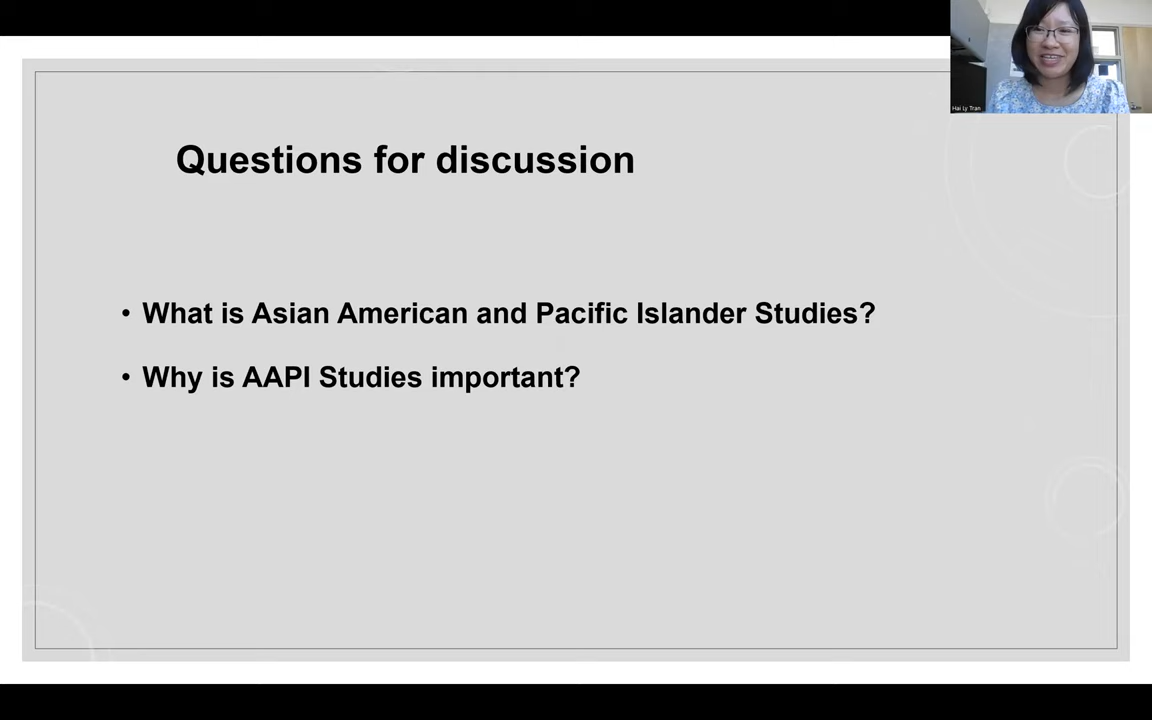 Hai Ly Tran
Questions for discussion
• What is Asian American and Pacific Islander Studies?
• Why is AAPI Studies important?